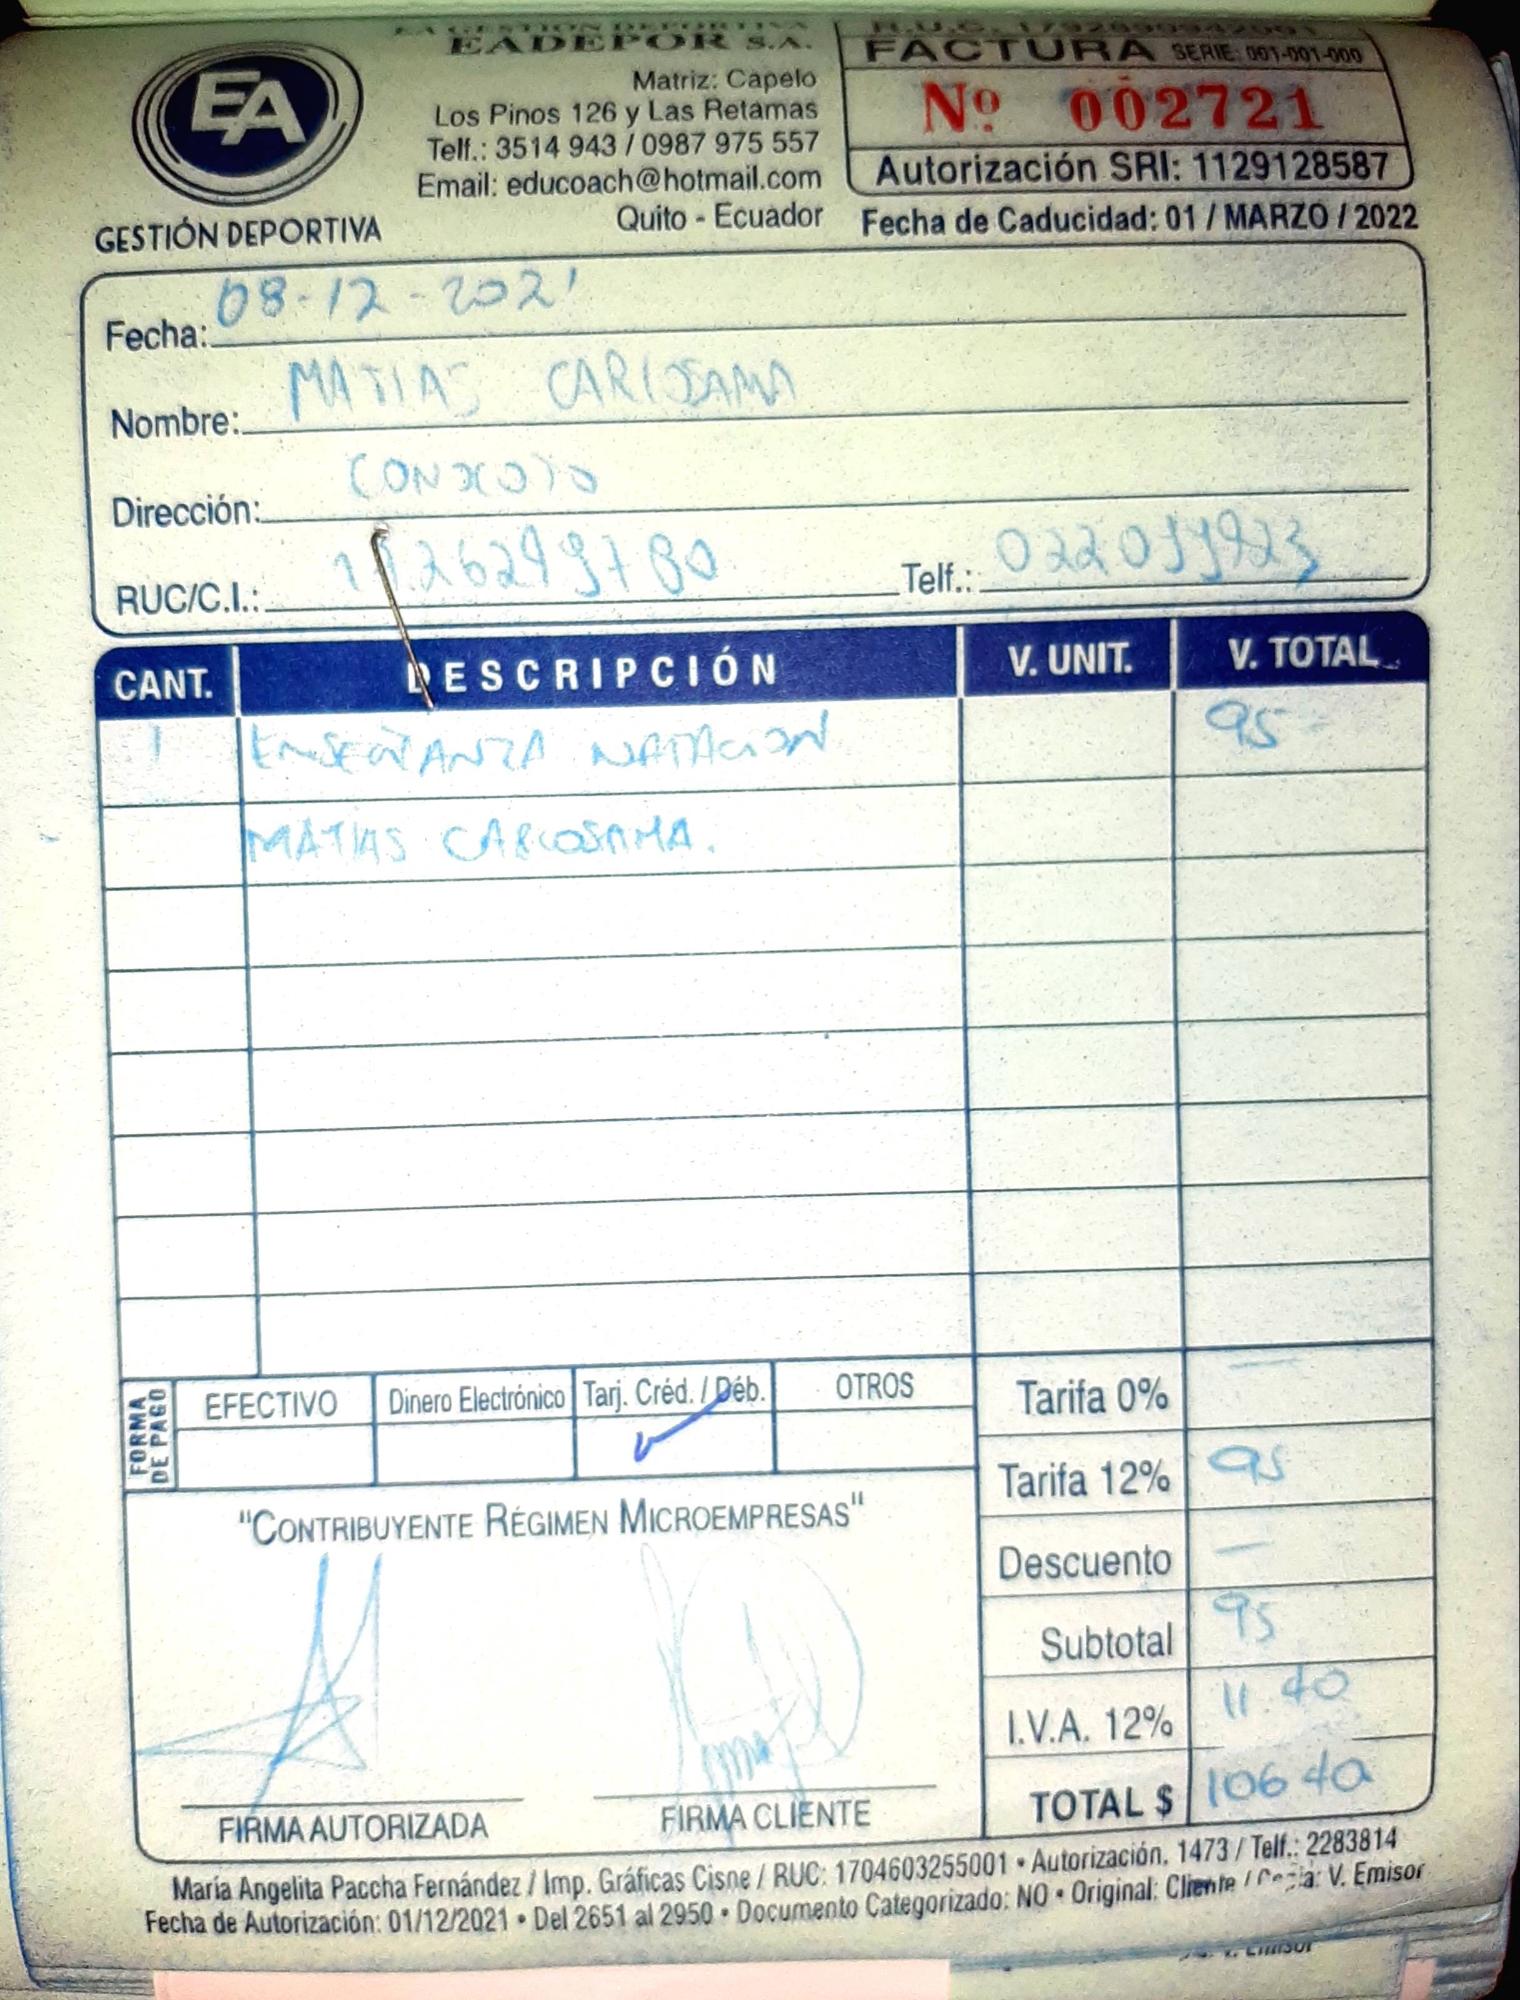 EA GESTIÓN DEPORTIVA
EADEPOR S.A.
Matriz: Capelo
Los Pinos 126 y Las Retamas
Telf.: 3514 943 / 0987 975 557
Email: educoach@hotmail.com
Quito - Ecuador
EA
GESTIÓN DEPORTIVA
FACTURA SERIE: 001-001-000
Nº 002721
Autorización SRI: 1129128587
Fecha de Caducidad: 01 / MARZO / 2022
Fecha: 08-12-2021
Nombre: MATIAS
Dirección:
RUC/C.I.:
Telf.:
CANT. DESCRIPCIÓN V. UNIT. V. TOTAL
1 ENSEÑANZA NATACION 95
MATIAS CARLOSAMA.
FORMA DE PAGO
EFECTIVO Dinero Electrónico Tarj. Créd. / Déb. OTROS
Tarifa 0% —
Tarifa 12% 95
Descuento —
Subtotal 95
I.V.A. 12% 11.40
TOTAL $ 106 40
"CONTRIBUYENTE RÉGIMEN MICROEMPRESAS"
FIRMA AUTORIZADA FIRMA CLIENTE
María Angelita Paccha Fernández / Imp. Gráficas Cisne / RUC: 1704603255001 • Autorización. 1473 / Telf.: 2283814
Fecha de Autorización: 01/12/2021 • Del 2651 al 2950 • Documento Categorizado: NO • Original: Cliente / Copia: V. Emisor
V. Emisor